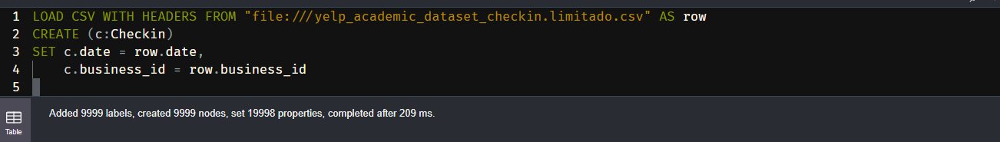 1 LOAD CSV WITH HEADERS FROM "file:///yelp_academic_dataset_checkin.limitado.csv" AS row
2 CREATE (c:Checkin)
3 SET c.date = row.date,
4     c.business_id = row.business_id
5
Added 9999 labels, created 9999 nodes, set 19998 properties, completed after 209 ms.
Table